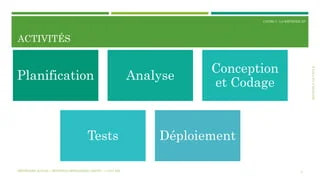 ACTIVITÉS
Planification
Analyse
Conception
et Codage
Tests
Déploiement